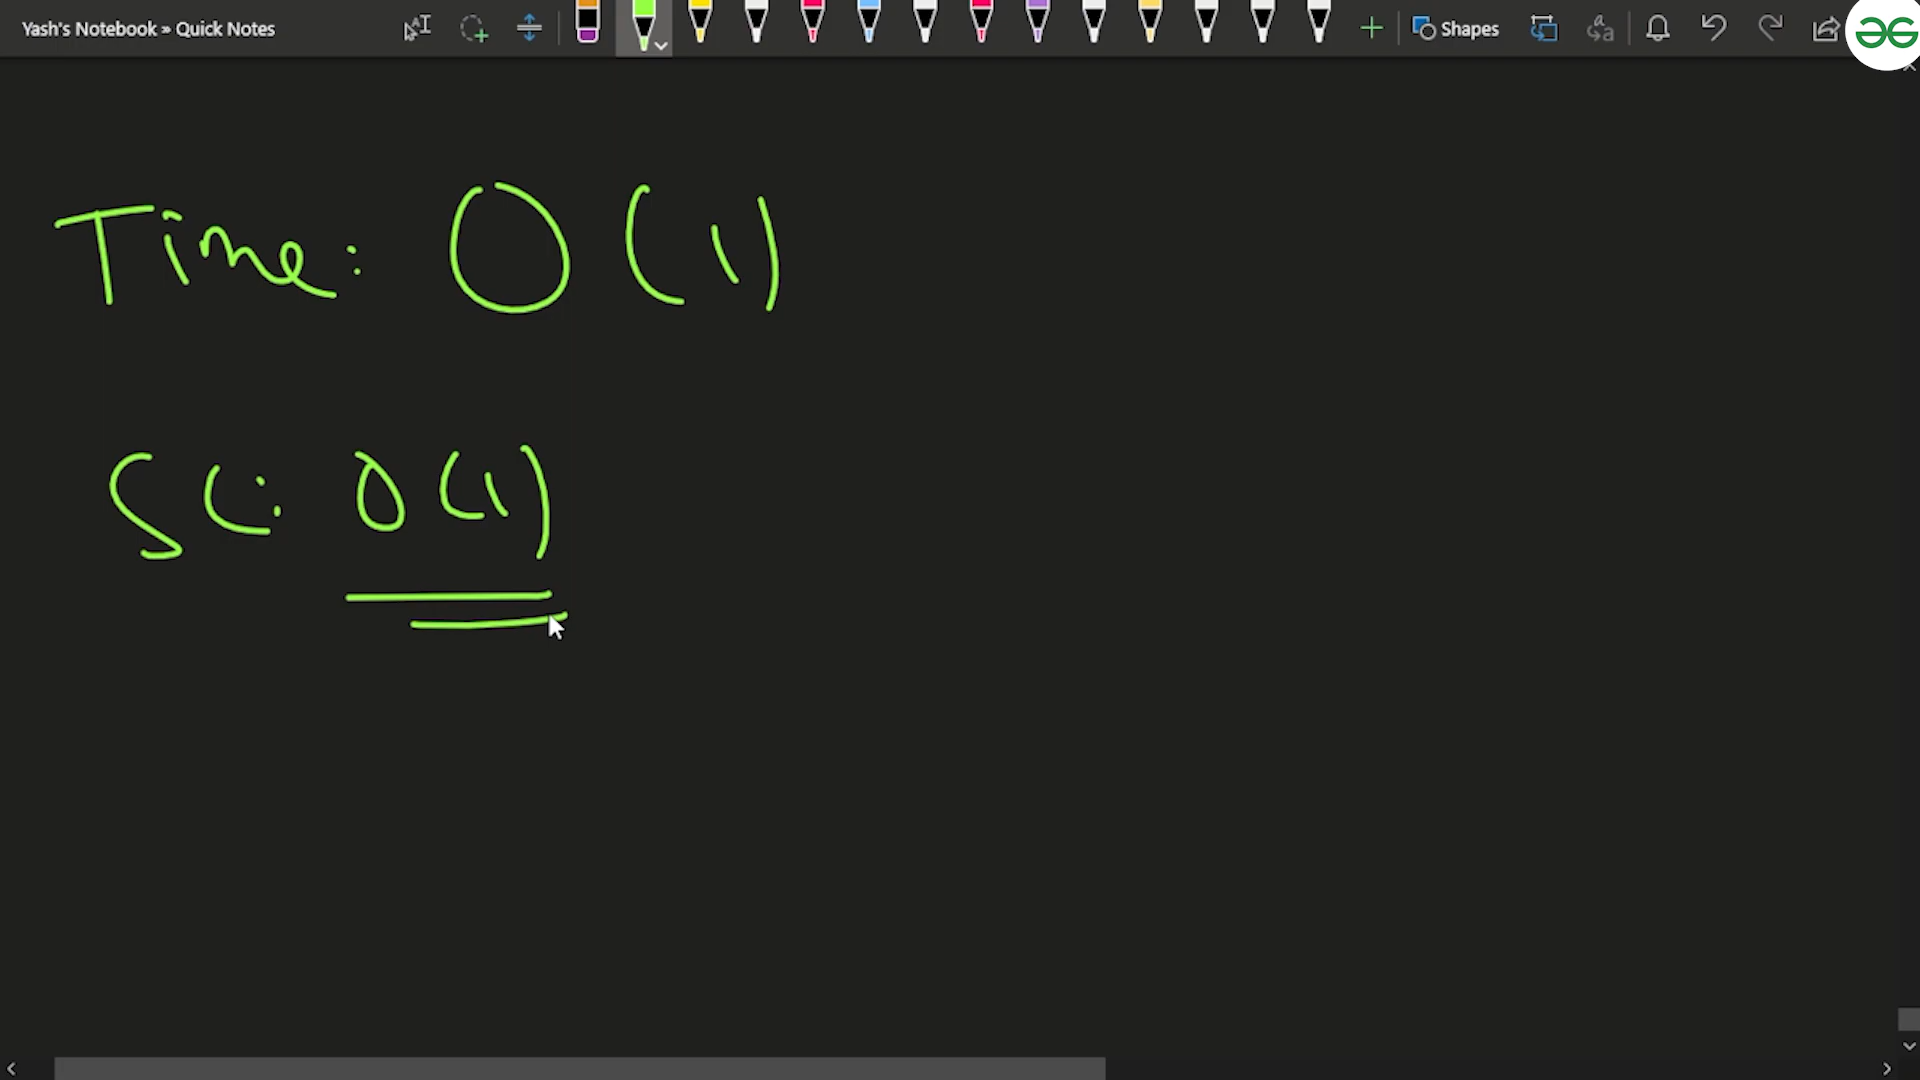 Yash's Notebook » Quick Notes
Shapes
Time: O(1)
SC: O(1)